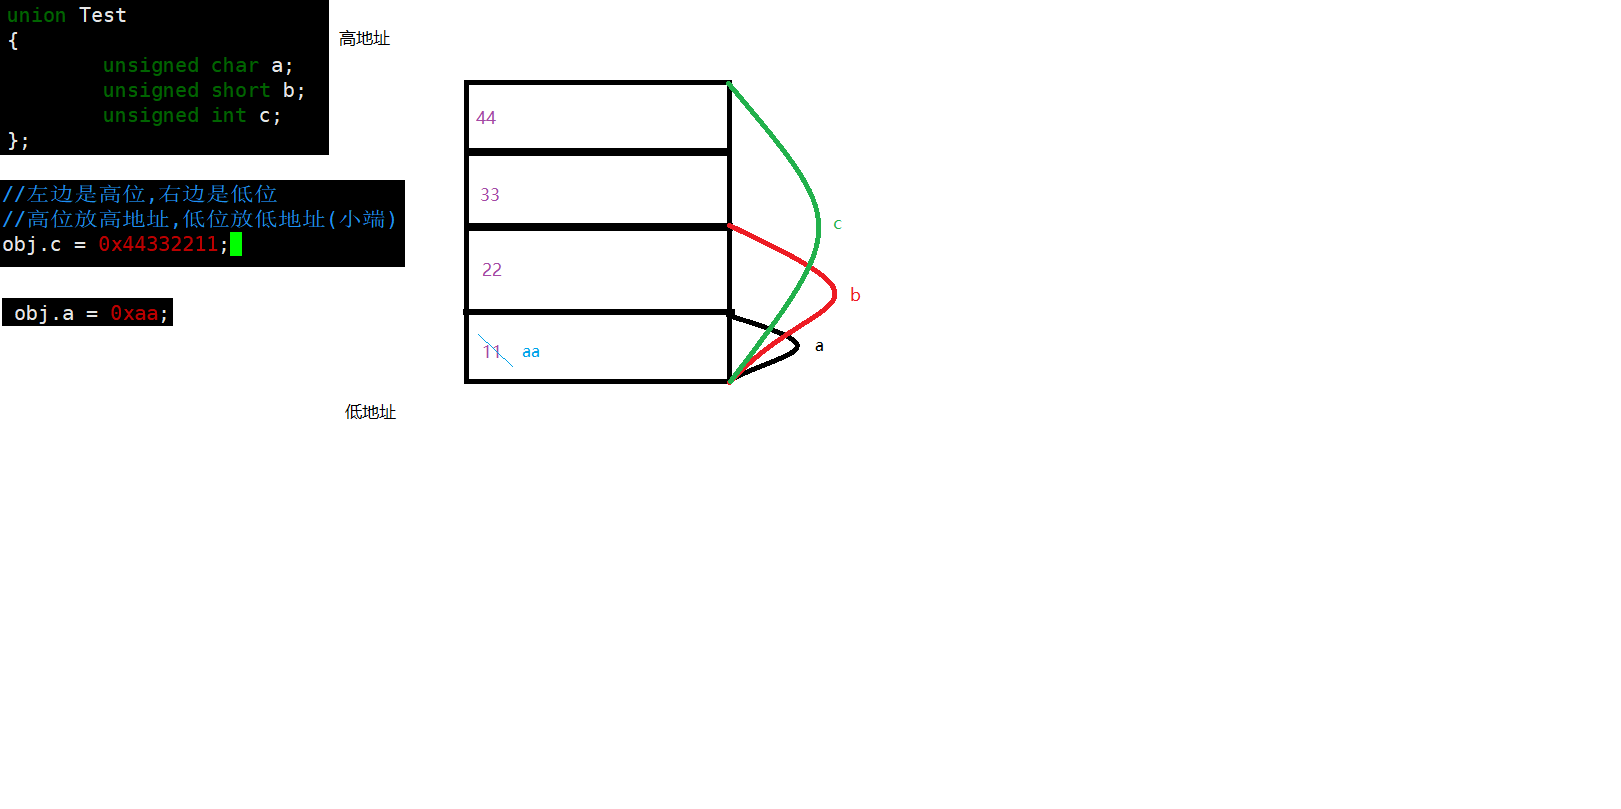 union Test
{
unsigned char a;
unsigned short b;
unsigned int c;
};
高地址
//左边是高位,右边是低位
//高位放高地址,低位放低地址(小端)
obj.c = 0x44332211;
obj.a = 0xaa;
44
33
22
11 aa
c
b
a
低地址